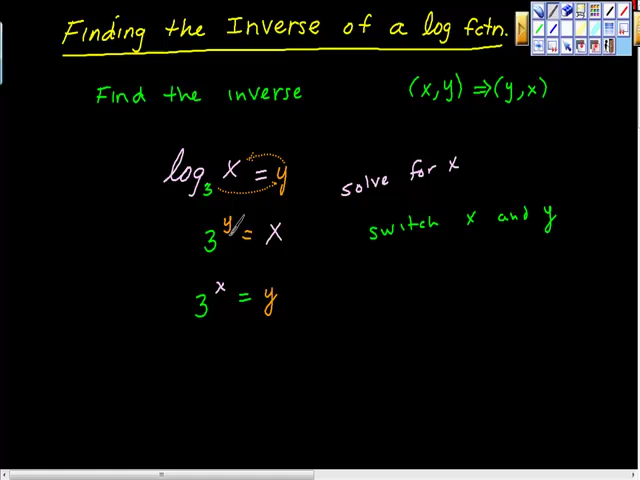 Finding the Inverse of a log fctn.
Find the inverse (x,y) ⇒ (y,x)
log₃ x = y solve for x
3^y = x switch x and y
3^x = y